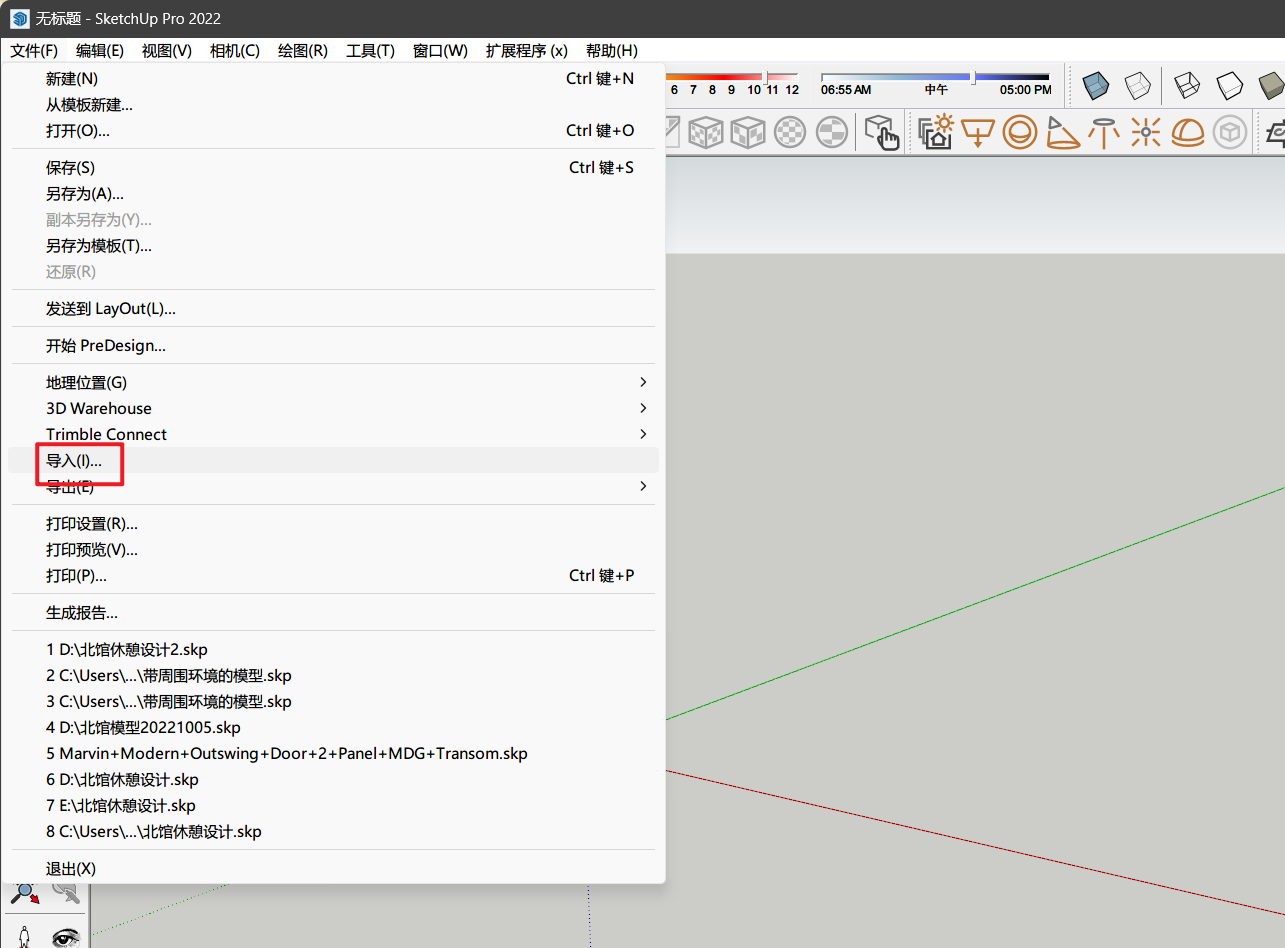 无标题 - SketchUp Pro 2022
文件(F) 编辑(E) 视图(V) 相机(C) 绘图(R) 工具(T) 窗口(W) 扩展程序 (x) 帮助(H)
新建(N) Ctrl 键+N
从模板新建...
打开(O)... Ctrl 键+O
保存(S) Ctrl 键+S
另存为(A)...
副本另存为(Y)...
另存为模板(T)...
还原(R)
发送到 LayOut(L)...
开始 PreDesign...
地理位置(G)
3D Warehouse
Trimble Connect
导入(I)...
导出(E)
打印设置(R)...
打印预览(V)...
打印(P)... Ctrl 键+P
生成报告...
1 D:\北馆休憩设计2.skp
2 C:\Users\...\带周围环境的模型.skp
3 C:\Users\...\带周围环境的模型.skp
4 D:\北馆模型20221005.skp
5 Marvin+Modern+Outswing+Door+2+Panel+MDG+Transom.skp
6 D:\北馆休憩设计.skp
7 E:\北馆休憩设计.skp
8 C:\Users\...\北馆休憩设计.skp
退出(X)
6 7 8 9 10 11 12 06:55 AM 中午 05:00 PM